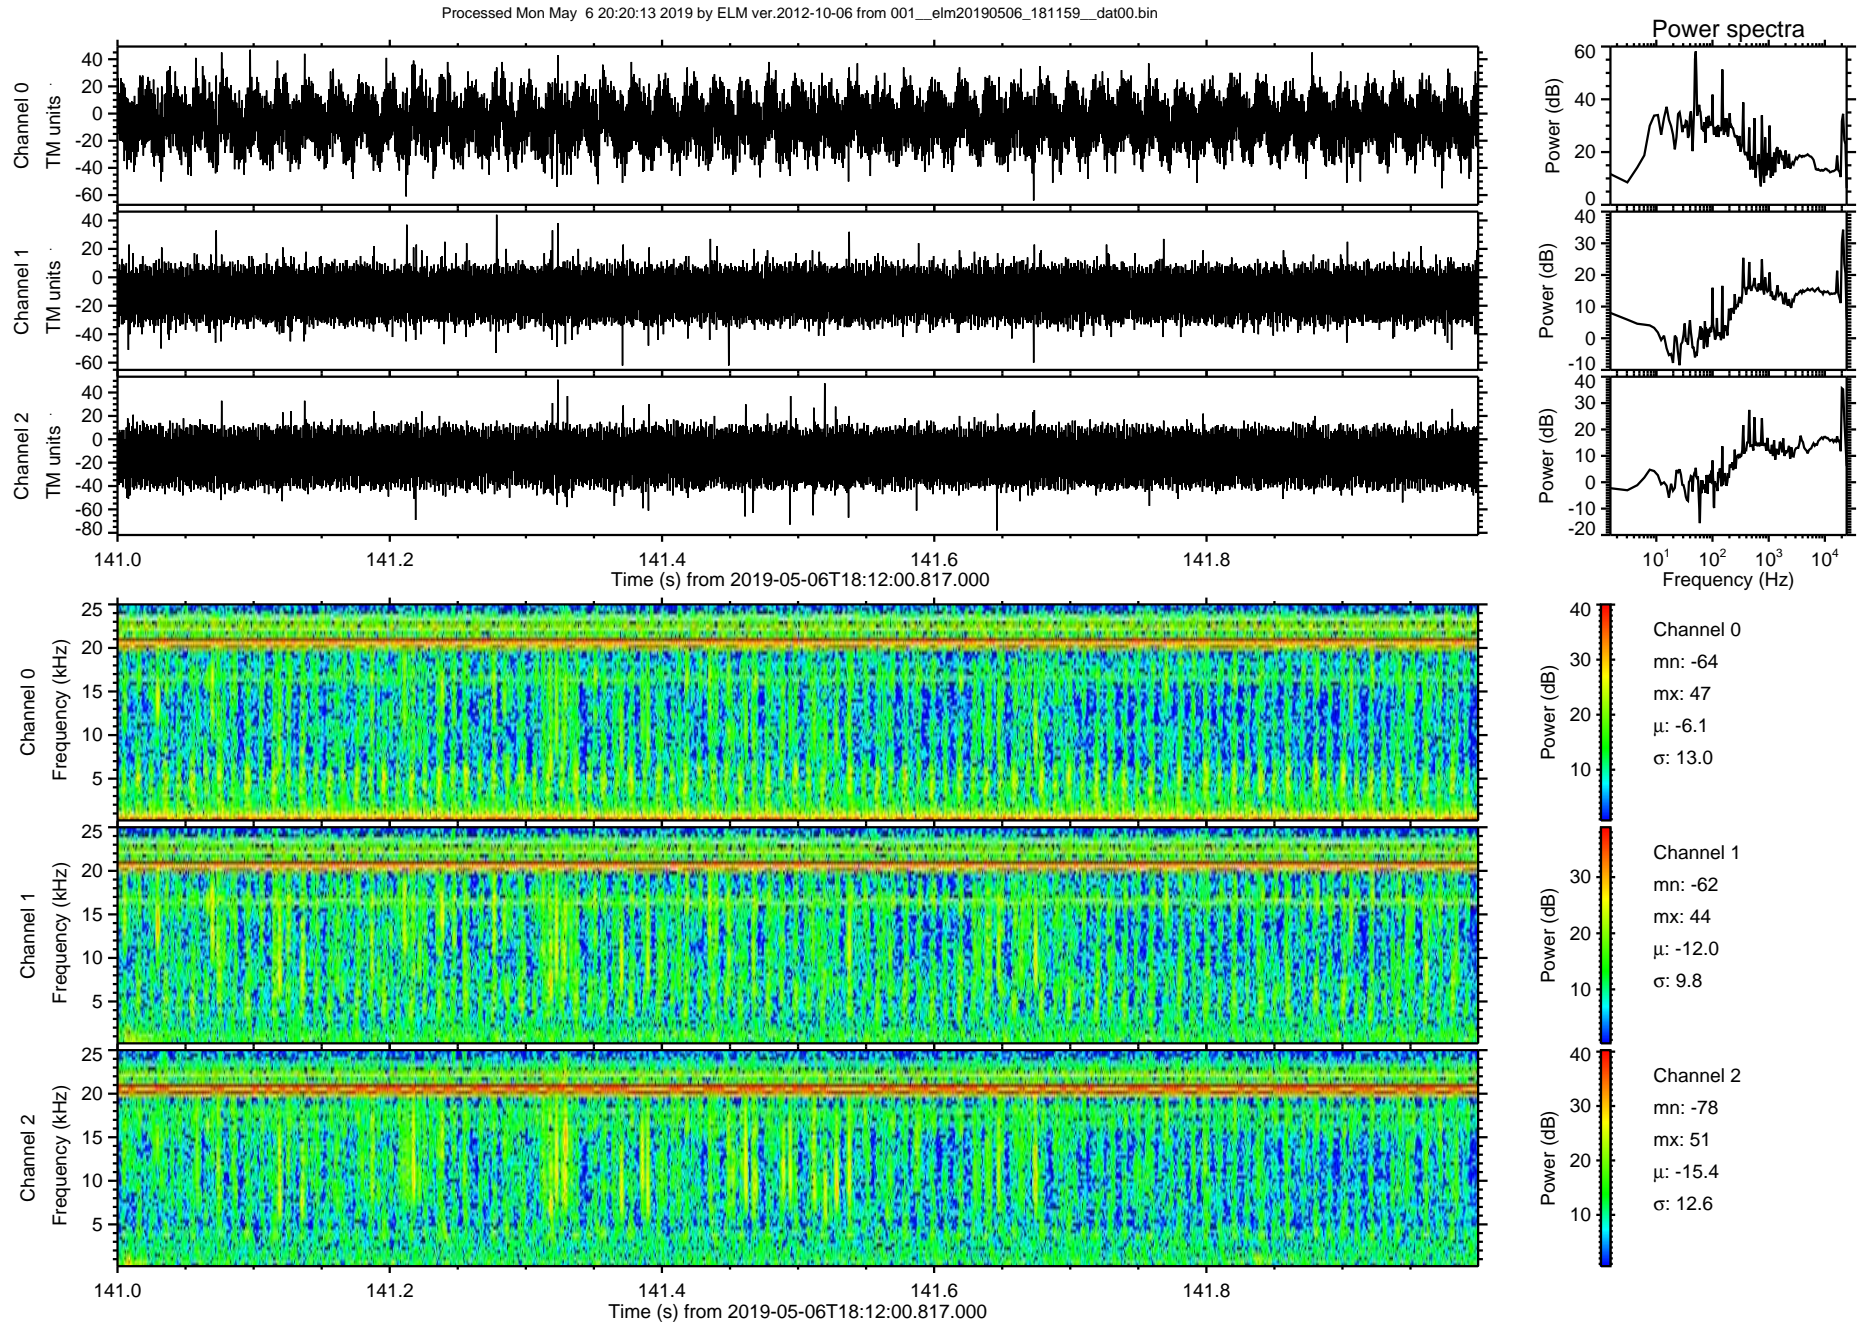 Processed Mon May  6 20:20:13 2019 by ELM ver.2012-10-06 from 001__elm20190506_181159__dat00.bin
Power spectra
Channel 0
TM units
40
20
0
-20
-40
-60
Power (dB)
60
40
20
0
Channel 1
TM units
40
20
0
-20
-40
-60
Power (dB)
40
30
20
10
0
-10
Channel 2
TM units
40
20
0
-20
-40
-60
-80
Power (dB)
40
30
20
10
0
-10
-20
141.0 141.2 141.4 141.6 141.8
Time (s) from 2019-05-06T18:12:00.817.000
10^1 10^2 10^3 10^4
Frequency (Hz)
Channel 0
Frequency (kHz)
25
20
15
10
5
Power (dB)
40
30
20
10
Channel 0
mn: -64
mx: 47
μ: -6.1
σ: 13.0
Channel 1
Frequency (kHz)
25
20
15
10
5
Power (dB)
30
20
10
Channel 1
mn: -62
mx: 44
μ: -12.0
σ: 9.8
Channel 2
Frequency (kHz)
25
20
15
10
5
Power (dB)
40
30
20
10
Channel 2
mn: -78
mx: 51
μ: -15.4
σ: 12.6
141.0 141.2 141.4 141.6 141.8
Time (s) from 2019-05-06T18:12:00.817.000